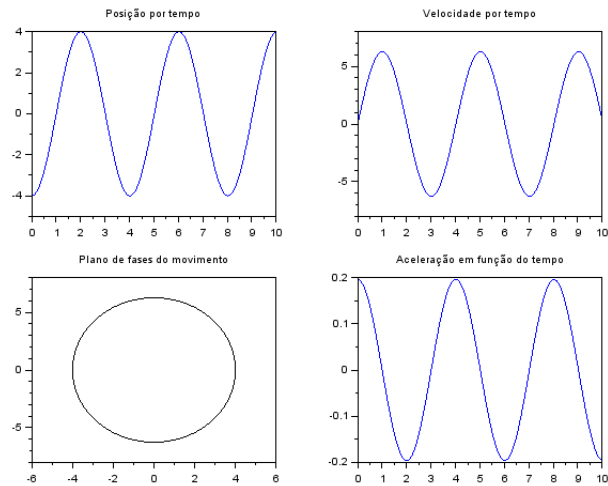 Posição por tempo
4
2
0
-2
-4
0 1 2 3 4 5 6 7 8 9 10
Velocidade por tempo
5
0
-5
0 1 2 3 4 5 6 7 8 9 10
Plano de fases do movimento
5
0
-5
-6 -4 -2 0 2 4 6
Aceleração em função do tempo
0.2
0.1
0
-0.1
-0.2
0 1 2 3 4 5 6 7 8 9 10